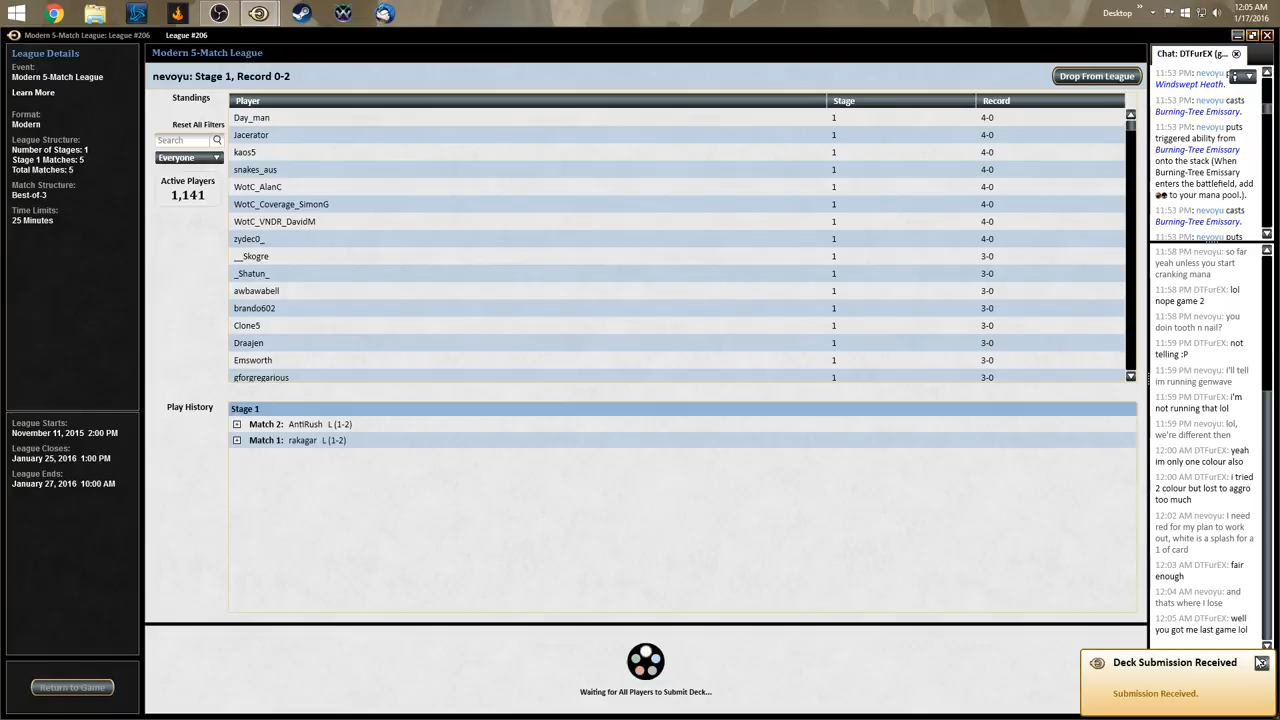 Desktop
»
12:05 AM
1/17/2016
Modern 5-Match League: League #206
League #206
League Details
Event:
Modern 5-Match League
Learn More
Format:
Modern
League Structure:
Number of Stages: 1
Stage 1 Matches: 5
Total Matches: 5
Match Structure:
Best-of-3
Time Limits:
25 Minutes
League Starts:
November 11, 2015 2:00 PM
League Closes:
January 25, 2016 1:00 PM
League Ends:
January 27, 2016 10:00 AM
Return to Game
Modern 5-Match League
nevoyu: Stage 1, Record 0-2
Drop From League
Standings
Reset All Filters
Search
Everyone
Active Players
1,141
Player Stage Record
Day_man 1 4-0
Jacerator 1 4-0
kaos5 1 4-0
snakes_aus 1 4-0
WotC_AlanC 1 4-0
WotC_Coverage_SimonG 1 4-0
WotC_VNDR_DavidM 1 4-0
zydec0_ 1 4-0
__Skogre 1 3-0
_Shatun_ 1 3-0
awbawabell 1 3-0
brando602 1 3-0
Clone5 1 3-0
Draajen 1 3-0
Emsworth 1 3-0
gforgregarious 1 3-0
Play History
Stage 1
Match 2: AntiRush L (1-2)
Match 1: rakagar L (1-2)
Waiting for All Players to Submit Deck...
Chat: DTFurEX (g...
11:53 PM: nevoyu
Windswept Heath.
11:53 PM: nevoyu casts
Burning-Tree Emissary.
11:53 PM: nevoyu puts
triggered ability from
Burning-Tree Emissary
onto the stack (When
Burning-Tree Emissary
enters the battlefield, add
to your mana pool.).
11:53 PM: nevoyu casts
Burning-Tree Emissary.
11:53 PM: nevoyu puts
11:58 PM nevoyu: so far
yeah unless you start
cranking mana
11:58 PM DTFurEX: lol
nope game 2
11:58 PM nevoyu: you
doin tooth n nail?
11:59 PM DTFurEX: not
telling :P
11:59 PM nevoyu: i'll tell
im running genwave
11:59 PM DTFurEX: i'm
not running that lol
11:59 PM nevoyu: lol,
we're different then
12:00 AM DTFurEX: yeah
im only one colour also
12:00 AM DTFurEX: i tried
2 colour but lost to aggro
too much
12:02 AM nevoyu: I need
red for my plan to work
out, white is a splash for a
1 of card
12:03 AM DTFurEX: fair
enough
12:04 AM nevoyu: and
thats where I lose
12:05 AM DTFurEX: well
you got me last game lol
Deck Submission Received
Submission Received.